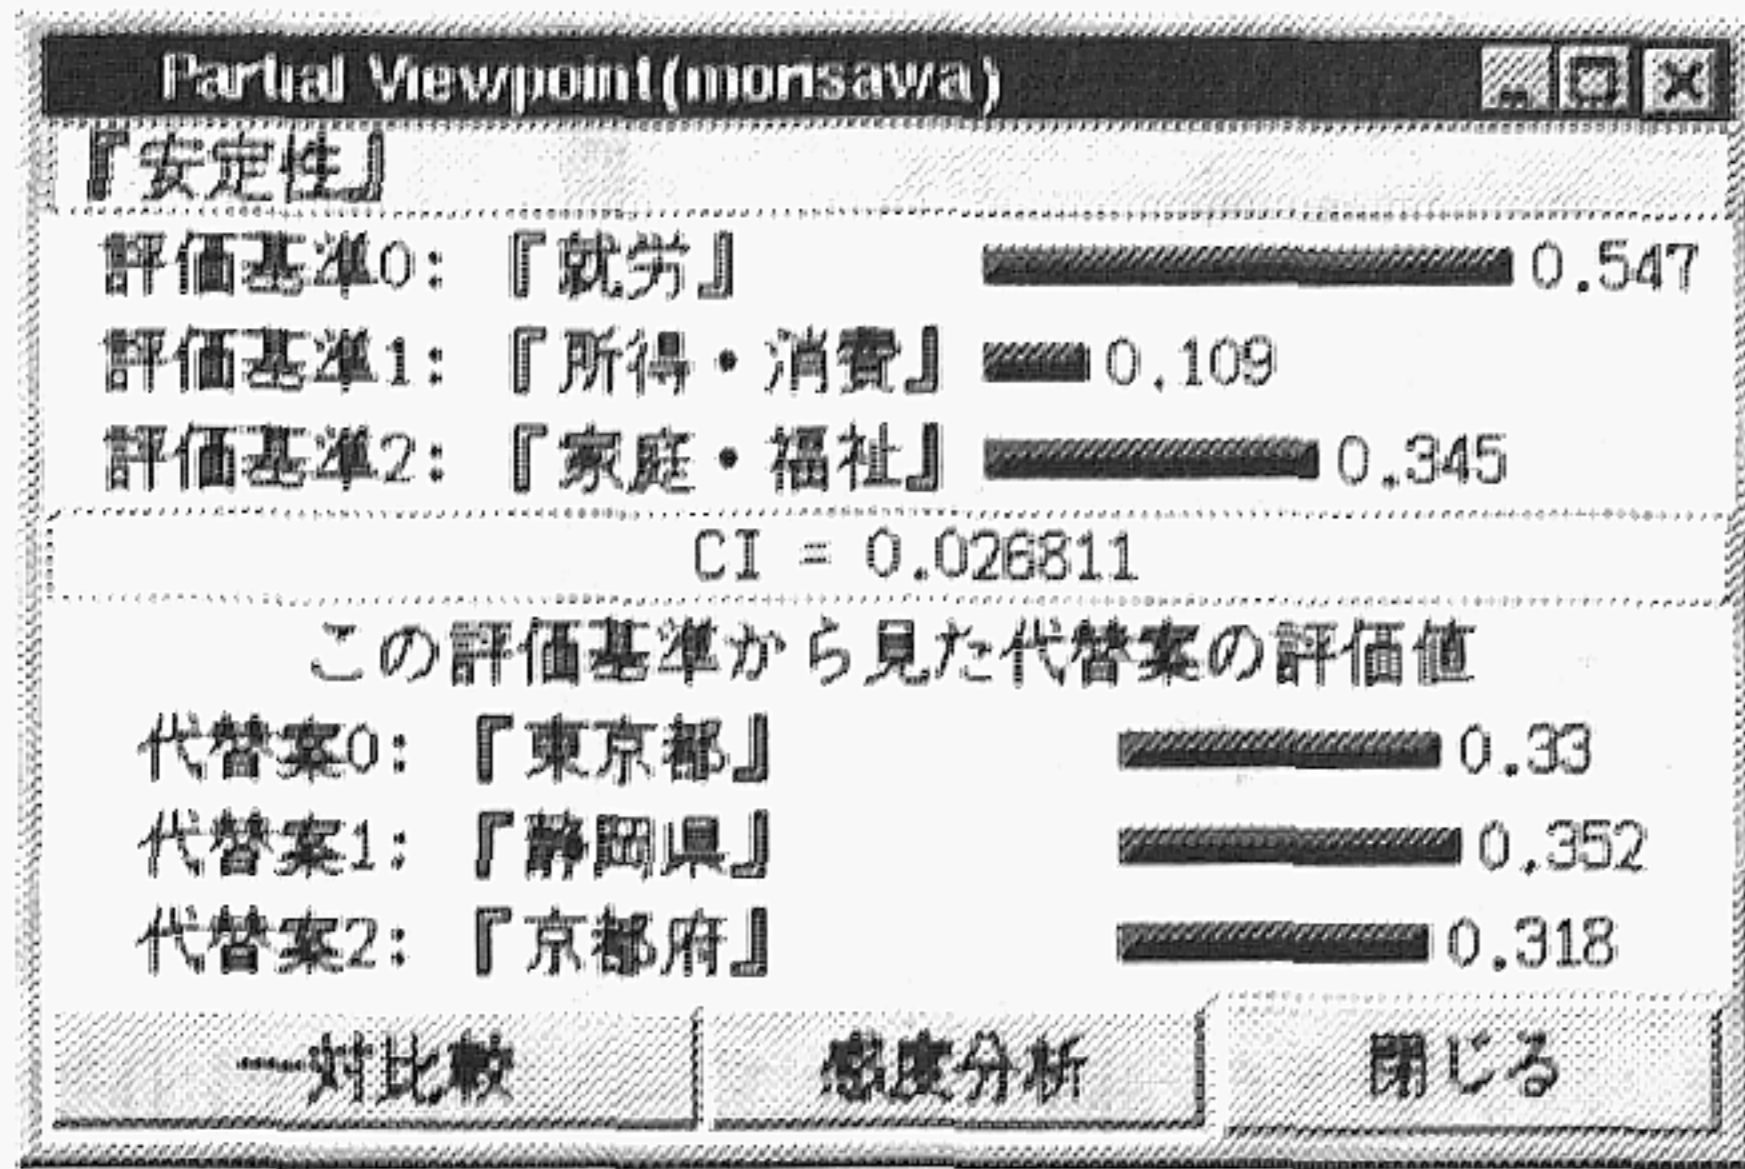 Partial Viewpoint(morisawa)
『安定性』
評価基準0: 『就労』 0.547
評価基準1: 『所得・消費』 0.109
評価基準2: 『家庭・福祉』 0.345
CI = 0.026811
この評価基準から見た代替案の評価値
代替案0: 『東京都』 0.33
代替案1: 『静岡県』 0.352
代替案2: 『京都府』 0.318
一対比較 感度分析 閉じる